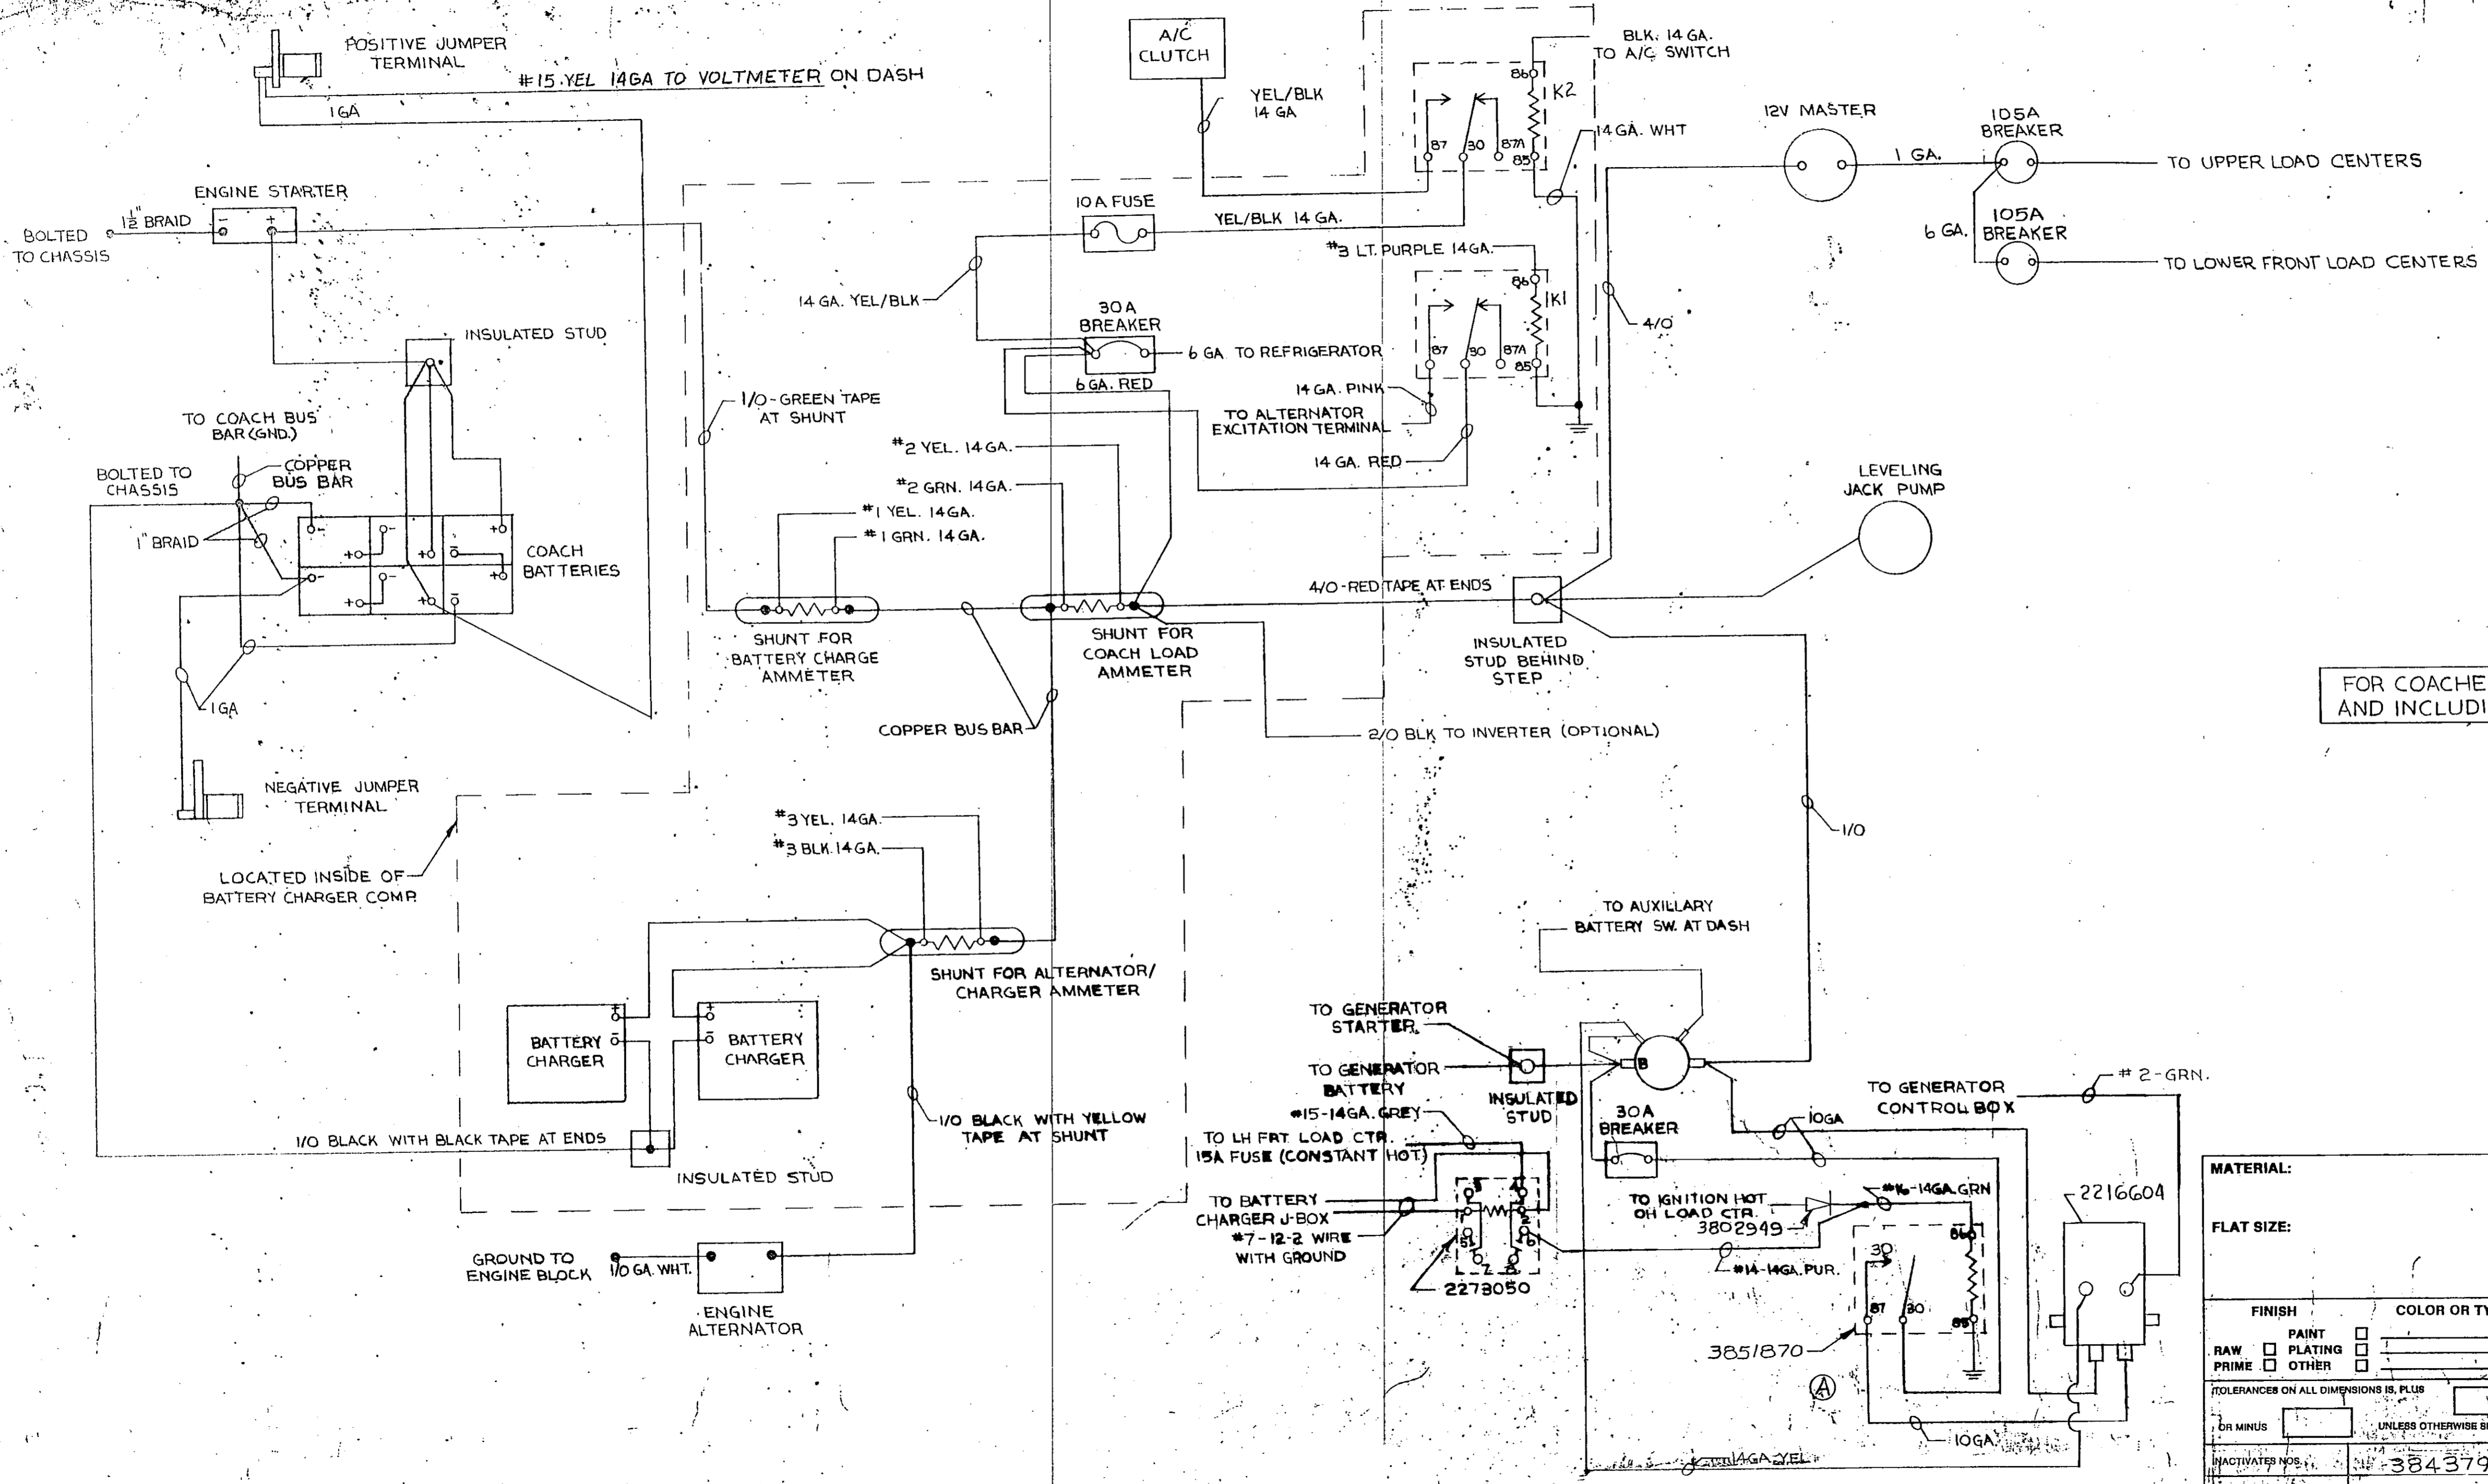 POSITIVE JUMPER
TERMINAL
#15 YEL 14GA TO VOLTMETER ON DASH
1GA
ENGINE STARTER
1½" BRAID
- +
BOLTED
TO CHASSIS
INSULATED STUD
TO COACH BUS
BAR (GND.)
COPPER
BUS BAR
BOLTED TO
CHASSIS
1" BRAID
COACH
BATTERIES
1GA
NEGATIVE JUMPER
TERMINAL
LOCATED INSIDE OF
BATTERY CHARGER COMP.
A/C
CLUTCH
YEL/BLK
14 GA
BLK. 14 GA.
TO A/C SWITCH
86
K2
87 30 87A
85
14 GA. WHT
10A FUSE
YEL/BLK 14 GA.
#3 LT. PURPLE 14GA.
14 GA. YEL/BLK
86
K1
87 30 87A
85
30A
BREAKER
6 GA. TO REFRIGERATOR
6 GA. RED
14 GA. PINK
TO ALTERNATOR
EXCITATION TERMINAL
14 GA. RED
1/0-GREEN TAPE
AT SHUNT
#2 YEL. 14GA.
#2 GRN. 14GA.
#1 YEL. 14GA.
#1 GRN. 14GA.
SHUNT FOR
BATTERY CHARGE
AMMETER
SHUNT FOR
COACH LOAD
AMMETER
COPPER BUS BAR
4/0-RED TAPE AT ENDS
INSULATED
STUD BEHIND
STEP
2/0 BLK TO INVERTER (OPTIONAL)
12V MASTER
1 GA.
105A
BREAKER
TO UPPER LOAD CENTERS
6 GA.
105A
BREAKER
TO LOWER FRONT LOAD CENTERS
4/0
LEVELING
JACK PUMP
FOR COACHE
AND INCLUDI
1/0
#3 YEL. 14GA.
#3 BLK. 14GA.
SHUNT FOR ALTERNATOR/
CHARGER AMMETER
BATTERY
CHARGER
BATTERY
CHARGER
1/0 BLACK WITH YELLOW
TAPE AT SHUNT
1/0 BLACK WITH BLACK TAPE AT ENDS
INSULATED STUD
GROUND TO
ENGINE BLOCK
1/0 GA. WHT.
ENGINE
ALTERNATOR
TO AUXILLARY
BATTERY SW. AT DASH
TO GENERATOR
STARTER
TO GENERATOR
BATTERY
INSULATED
STUD
B
#15-14GA. GREY
TO LH FRT. LOAD CTR.
15A FUSE (CONSTANT HOT)
TO BATTERY
CHARGER J-BOX
#7-12-2 WIRE
WITH GROUND
2273050
30A
BREAKER
10GA
TO GENERATOR
CONTROL BOX
#2-GRN.
TO IGNITION HOT
OH LOAD CTR.
3802949
#16-14GA. GRN
#14-14GA. PUR.
30
86
87 30
85
3851870
A
2216604
10GA
14GA YEL
MATERIAL:
FLAT SIZE:
FINISH
COLOR OR TY
PAINT
RAW PLATING
PRIME OTHER
TOLERANCES ON ALL DIMENSIONS IS, PLUS
OR MINUS
UNLESS OTHERWISE S
INACTIVATES NOS.
384379